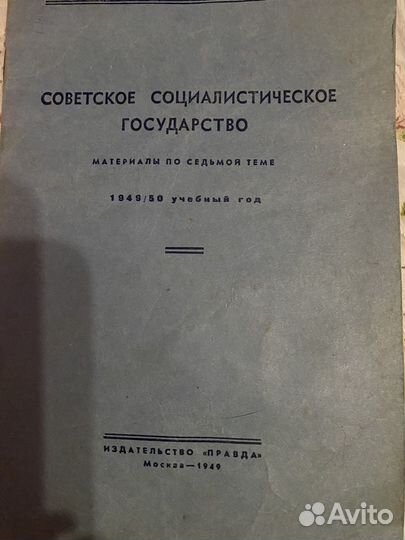 СОВЕТСКОЕ СОЦИАЛИСТИЧЕСКОЕ
ГОСУДАРСТВО
МАТЕРИАЛЫ ПО СЕДЬМОЙ ТЕМЕ
1949/50 учебный год
ИЗДАТЕЛЬСТВО «ПРАВДА»
Москва—1949
Avito